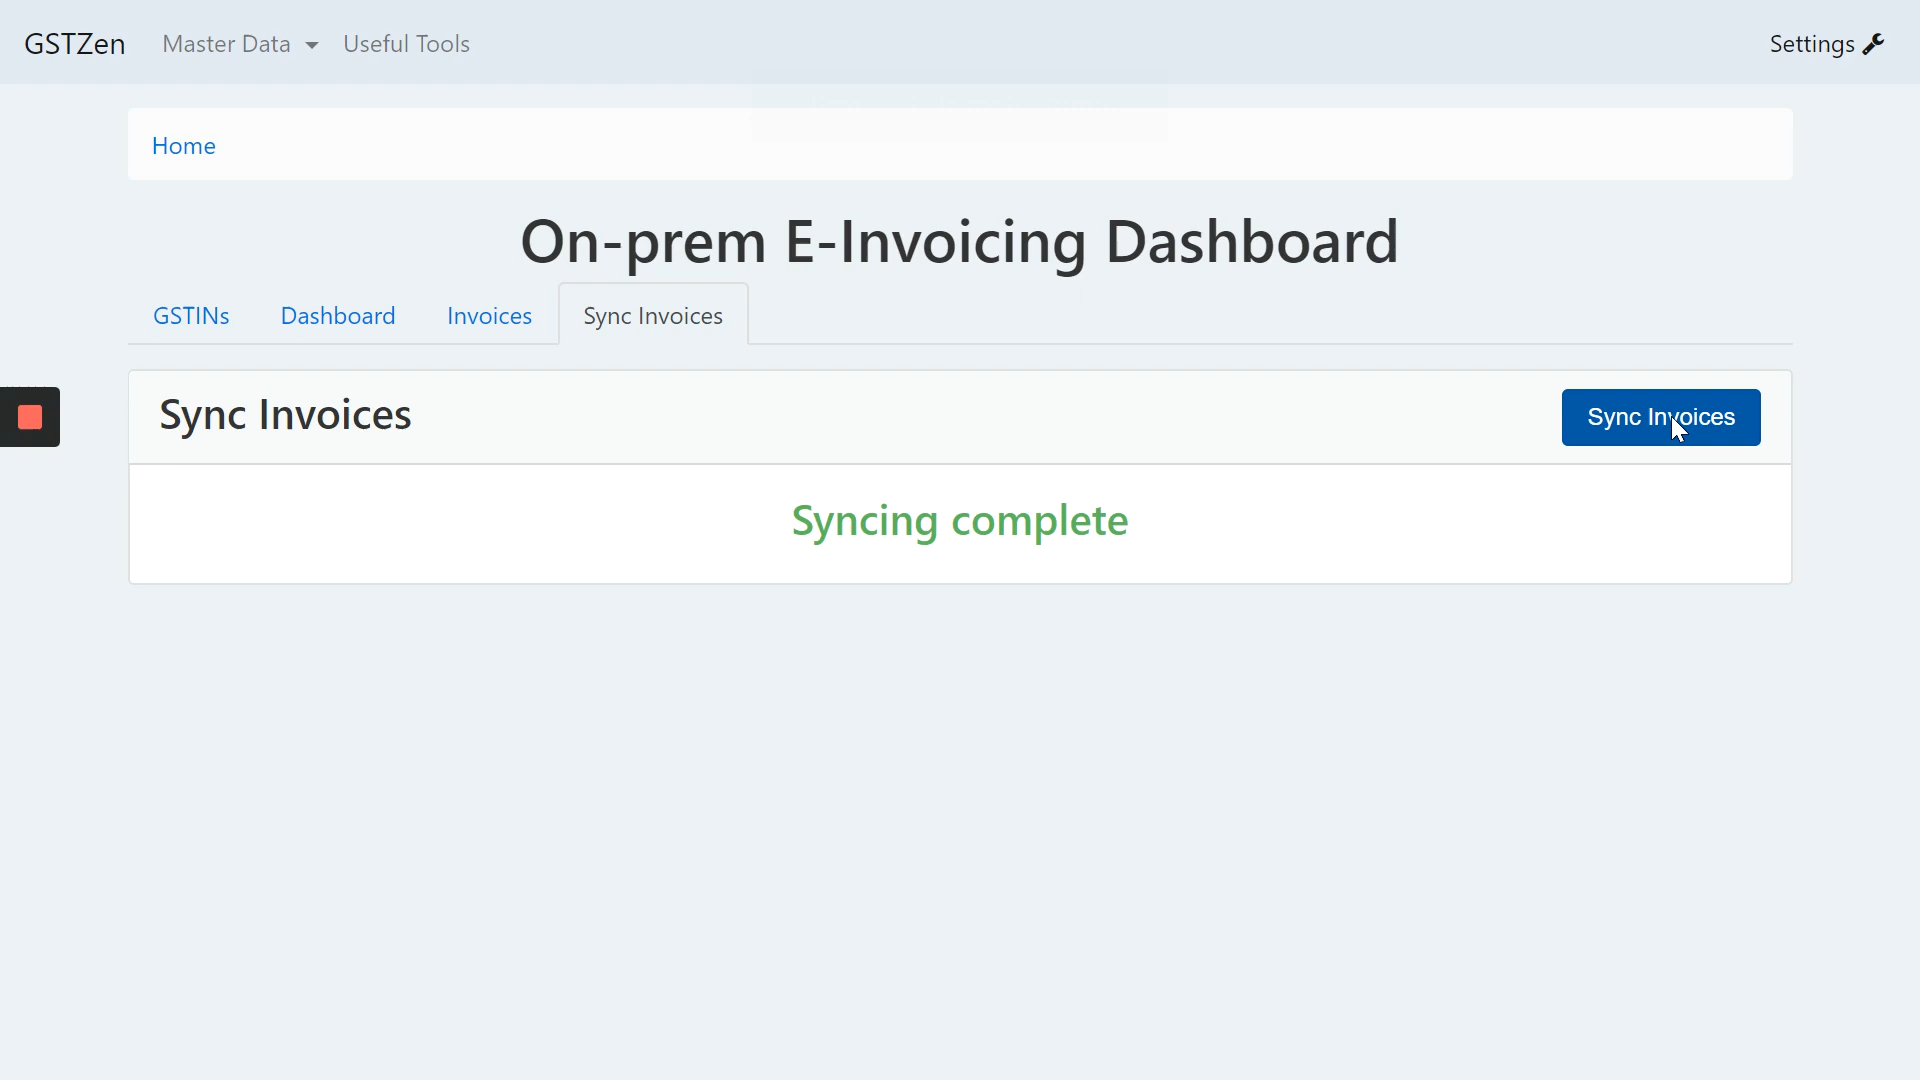 GSTZen Master Data Useful Tools Settings
Home
On-prem E-Invoicing Dashboard
GSTINs Dashboard Invoices Sync Invoices
Sync Invoices Sync Invoices
Syncing complete